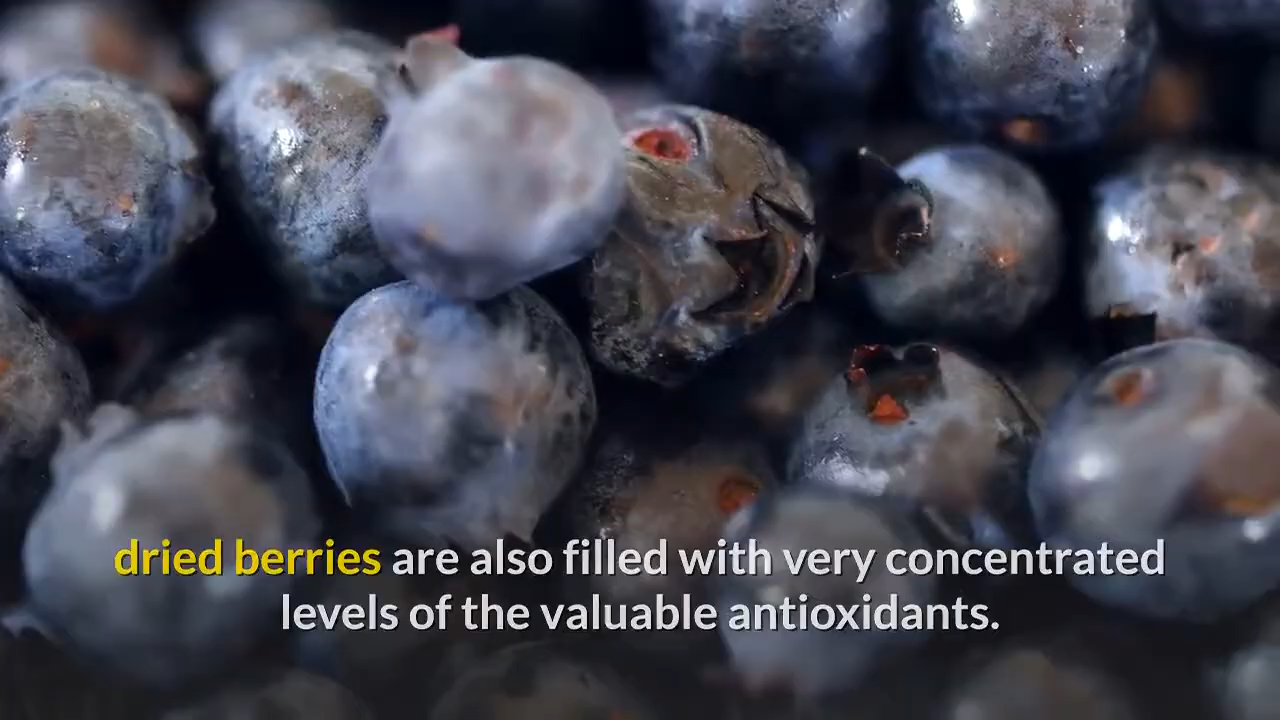 dried berries are also filled with very concentrated
levels of the valuable antioxidants.